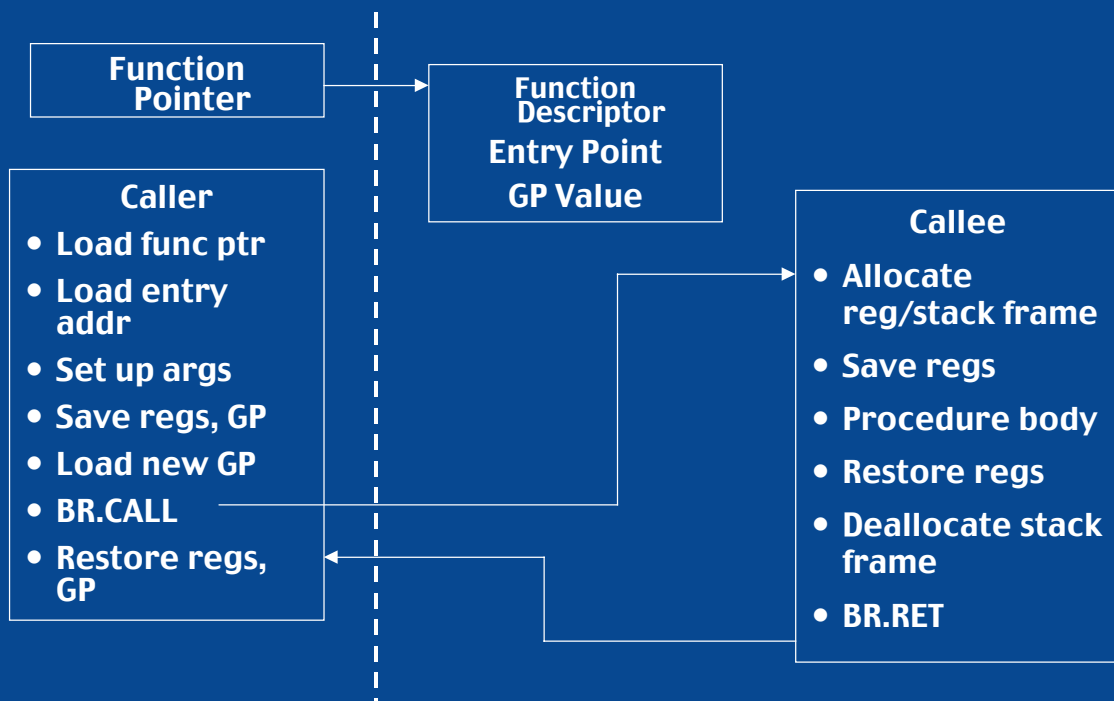 Function
Pointer
Function
Descriptor
Entry Point
GP Value
Caller
• Load func ptr
• Load entry
addr
• Set up args
• Save regs, GP
• Load new GP
• BR.CALL
• Restore regs,
GP
Callee
• Allocate
reg/stack frame
• Save regs
• Procedure body
• Restore regs
• Deallocate stack
frame
• BR.RET